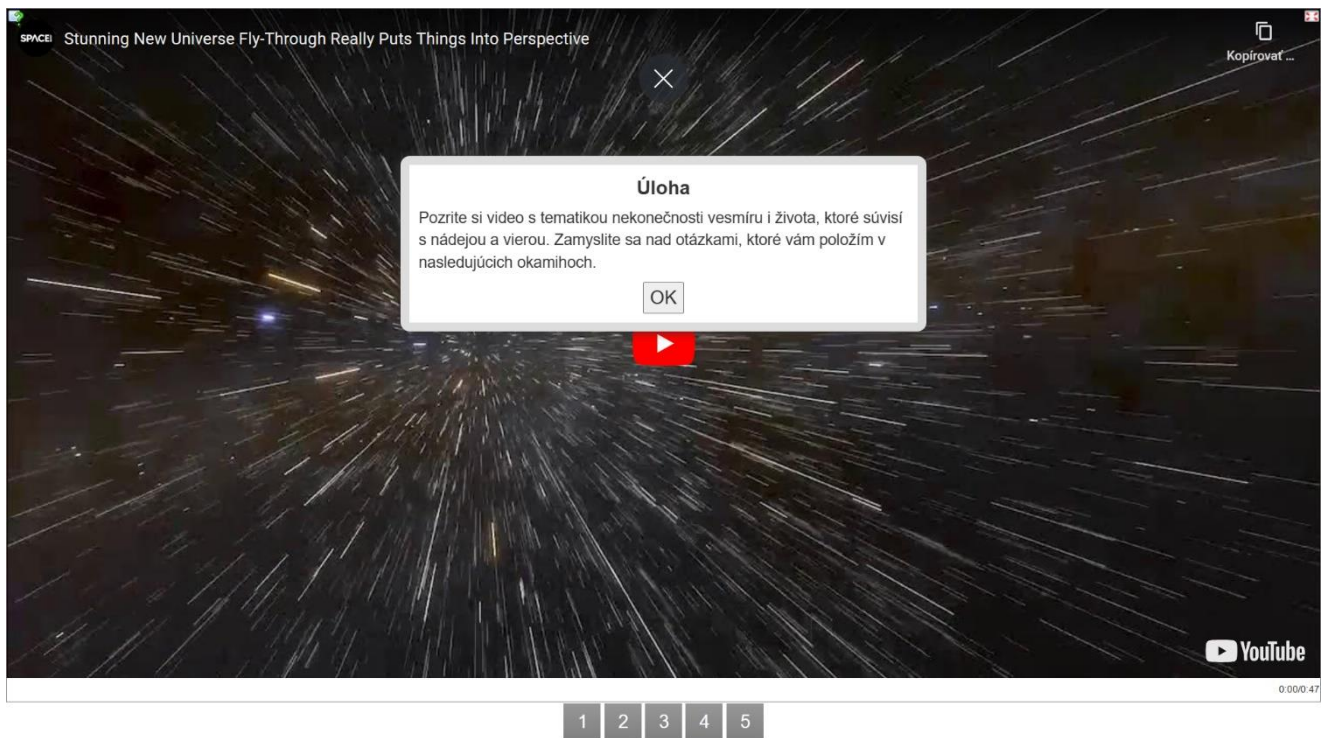 SPACE
Stunning New Universe Fly-Through Really Puts Things Into Perspective
Kopírovať ...
Úloha
Pozrite si video s tematikou nekonečnosti vesmíru i života, ktoré súvisí
s nádejou a vierou. Zamyslite sa nad otázkami, ktoré vám položím v
nasledujúcich okamihoch.
OK
YouTube
0:00/0:47
1 2 3 4 5